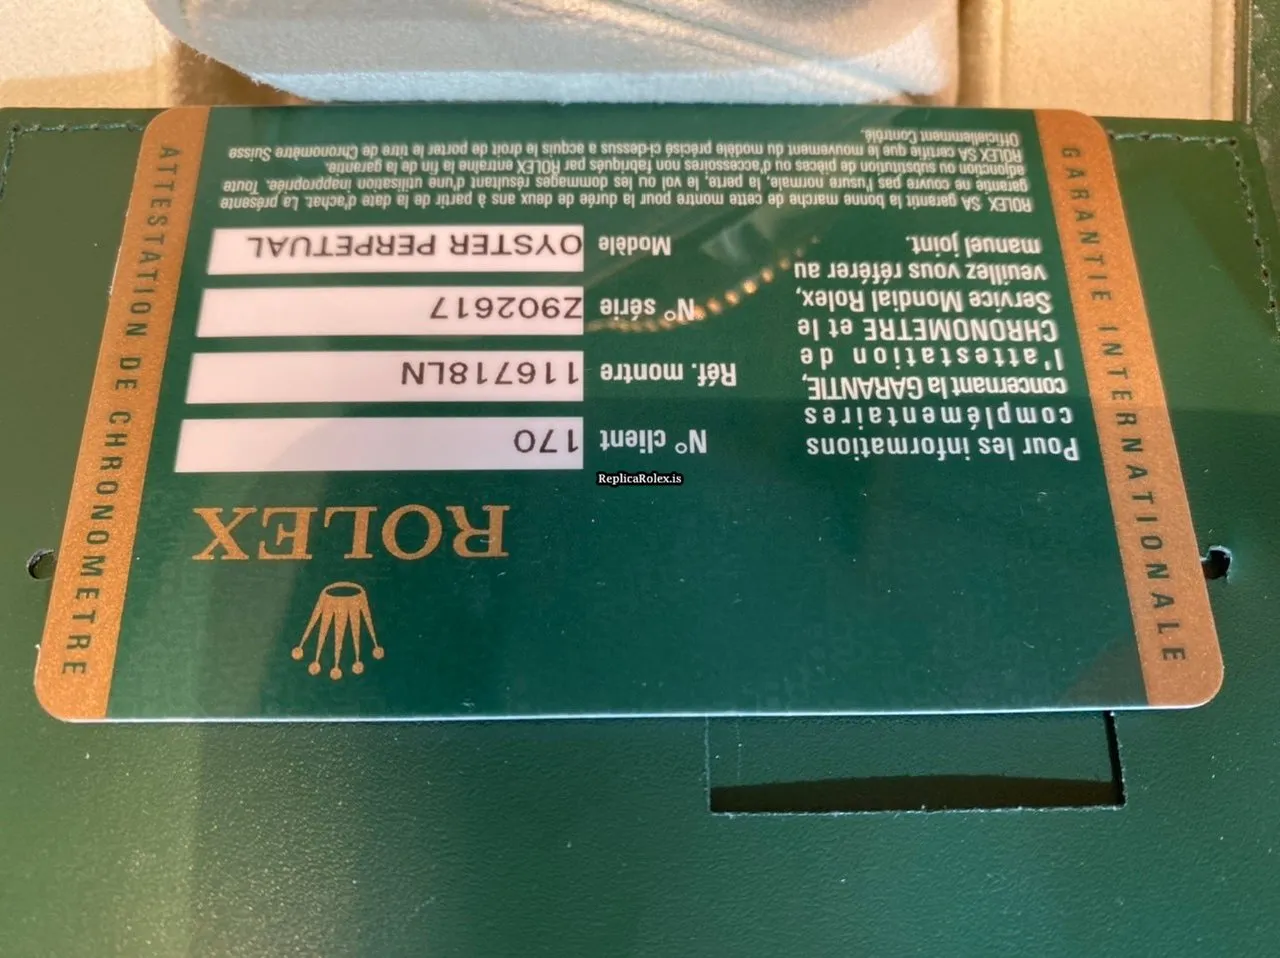 ROLEX
N° client 170
Réf. montre 116718LN
N° série Z902617
Modèle OYSTER PERPETUAL
Pour les informations
complémentaires
concernant la GARANTIE,
l'attestation de
CHRONOMETRE et le
Service Mondial Rolex,
veuillez vous référer au
manuel joint.
ROLEX SA garantit la bonne marche de cette montre pour la durée de deux ans à partir de la date d'achat. La présente
garantie ne couvre pas l'usure normale, la perte, le vol ou les dommages résultant d'une utilisation inappropriée. Toute
adjonction ou substitution de pièces ou d'accessoires non fabriqués par ROLEX entraîne la fin de la garantie.
ROLEX SA certifie que le mouvement du modèle précisé ci-dessus a acquis le droit de porter le titre de Chronomètre Suisse
Officiellement Contrôlé.
GARANTIE INTERNATIONALE
ATTESTATION DE CHRONOMETRE
ReplicaRolex.is